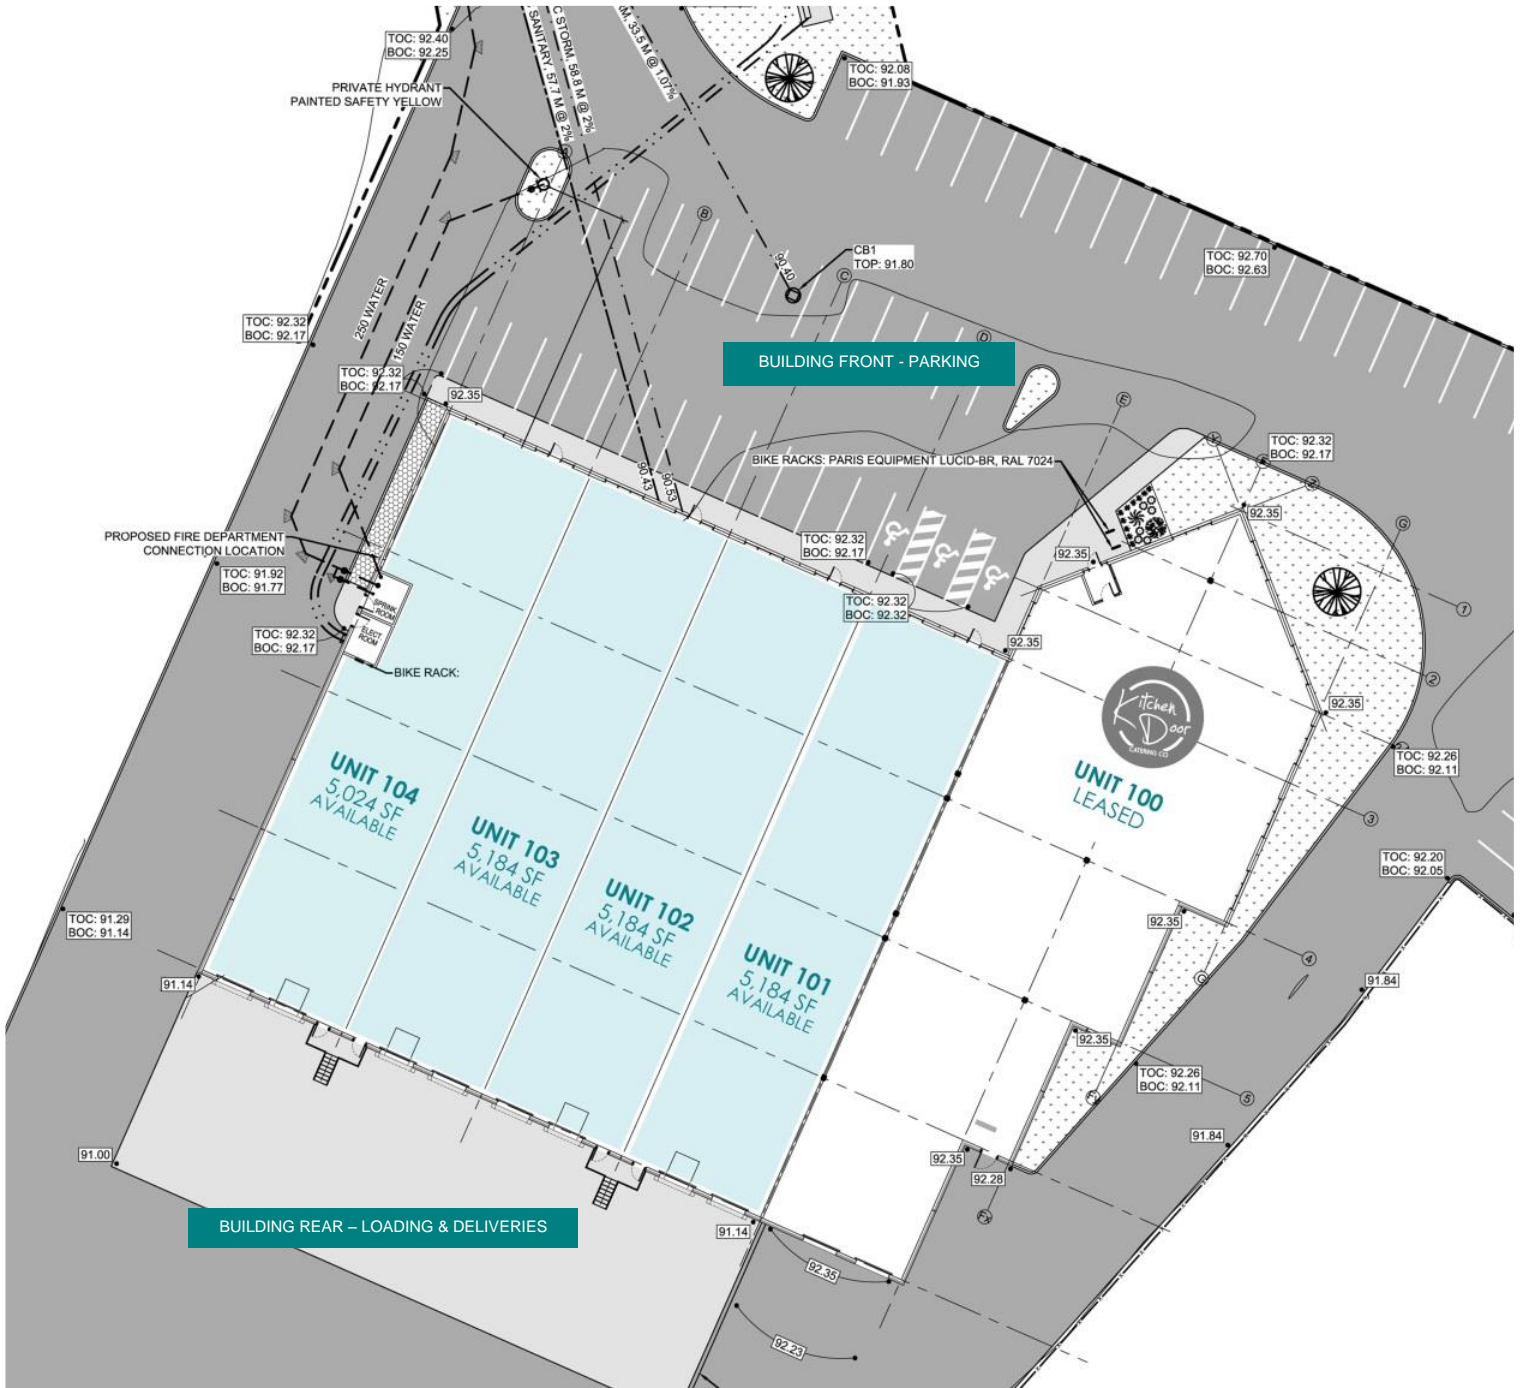 TOC: 92.40
BOC: 92.25
SANITARY, 57.7 M @ 2%
C STORM, 58.8 M @ 2%
33.5 M @ 1.07%
TOC: 92.08
BOC: 91.93
PRIVATE HYDRANT
PAINTED SAFETY YELLOW
B
CB1
TOP: 91.80
90.40
C
TOC: 92.70
BOC: 92.63
250 WATER
150 WATER
TOC: 92.32
BOC: 92.17
D
BUILDING FRONT - PARKING
TOC: 92.32
BOC: 92.17
92.35
E
TOC: 92.32
BOC: 92.17
BIKE RACKS: PARIS EQUIPMENT LUCID-BR, RAL 7024
90.43
90.53
92.35
G
PROPOSED FIRE DEPARTMENT
CONNECTION LOCATION
TOC: 92.32
BOC: 92.17
92.35
TOC: 91.92
BOC: 91.77
SPRINK.
ROOM
ELECT
ROOM
TOC: 92.32
BOC: 92.32
1
TOC: 92.32
BOC: 92.17
92.35
BIKE RACK:
2
92.35
Kitchen
Door
CATERING CO
TOC: 92.26
BOC: 92.11
UNIT 100
LEASED
UNIT 104
5,024 SF
AVAILABLE
UNIT 103
5,184 SF
AVAILABLE
UNIT 102
5,184 SF
AVAILABLE
UNIT 101
5,184 SF
AVAILABLE
3
TOC: 92.20
BOC: 92.05
TOC: 91.29
BOC: 91.14
92.35
4
G
91.14
91.84
92.35
TOC: 92.26
BOC: 92.11
5
91.84
91.00
92.35
92.28
Fx
BUILDING REAR – LOADING & DELIVERIES
91.14
92.35
92.23